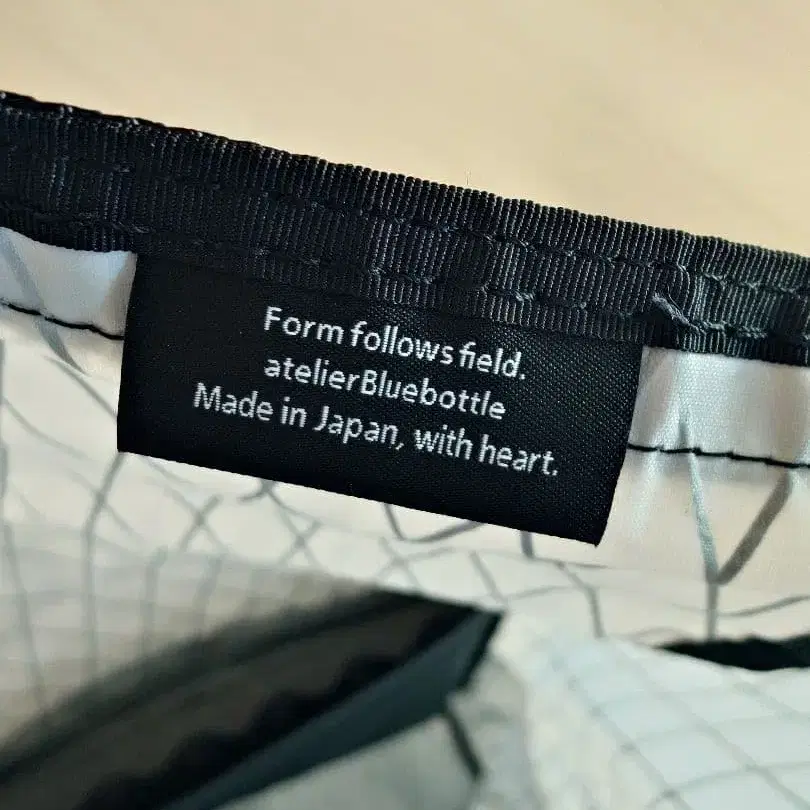 Form follows field.
atelierBluebottle
Made in Japan, with heart.